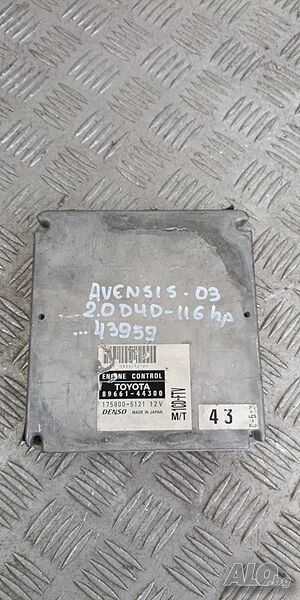 AVENSIS-03
2.0 D4D-116 hp
...43959
ENGINE CONTROL
TOYOTA
89661-44300
175800-5121 12V
DENSO MADE IN JAPAN
M/T 1CD-FTV
43
ALO.bg